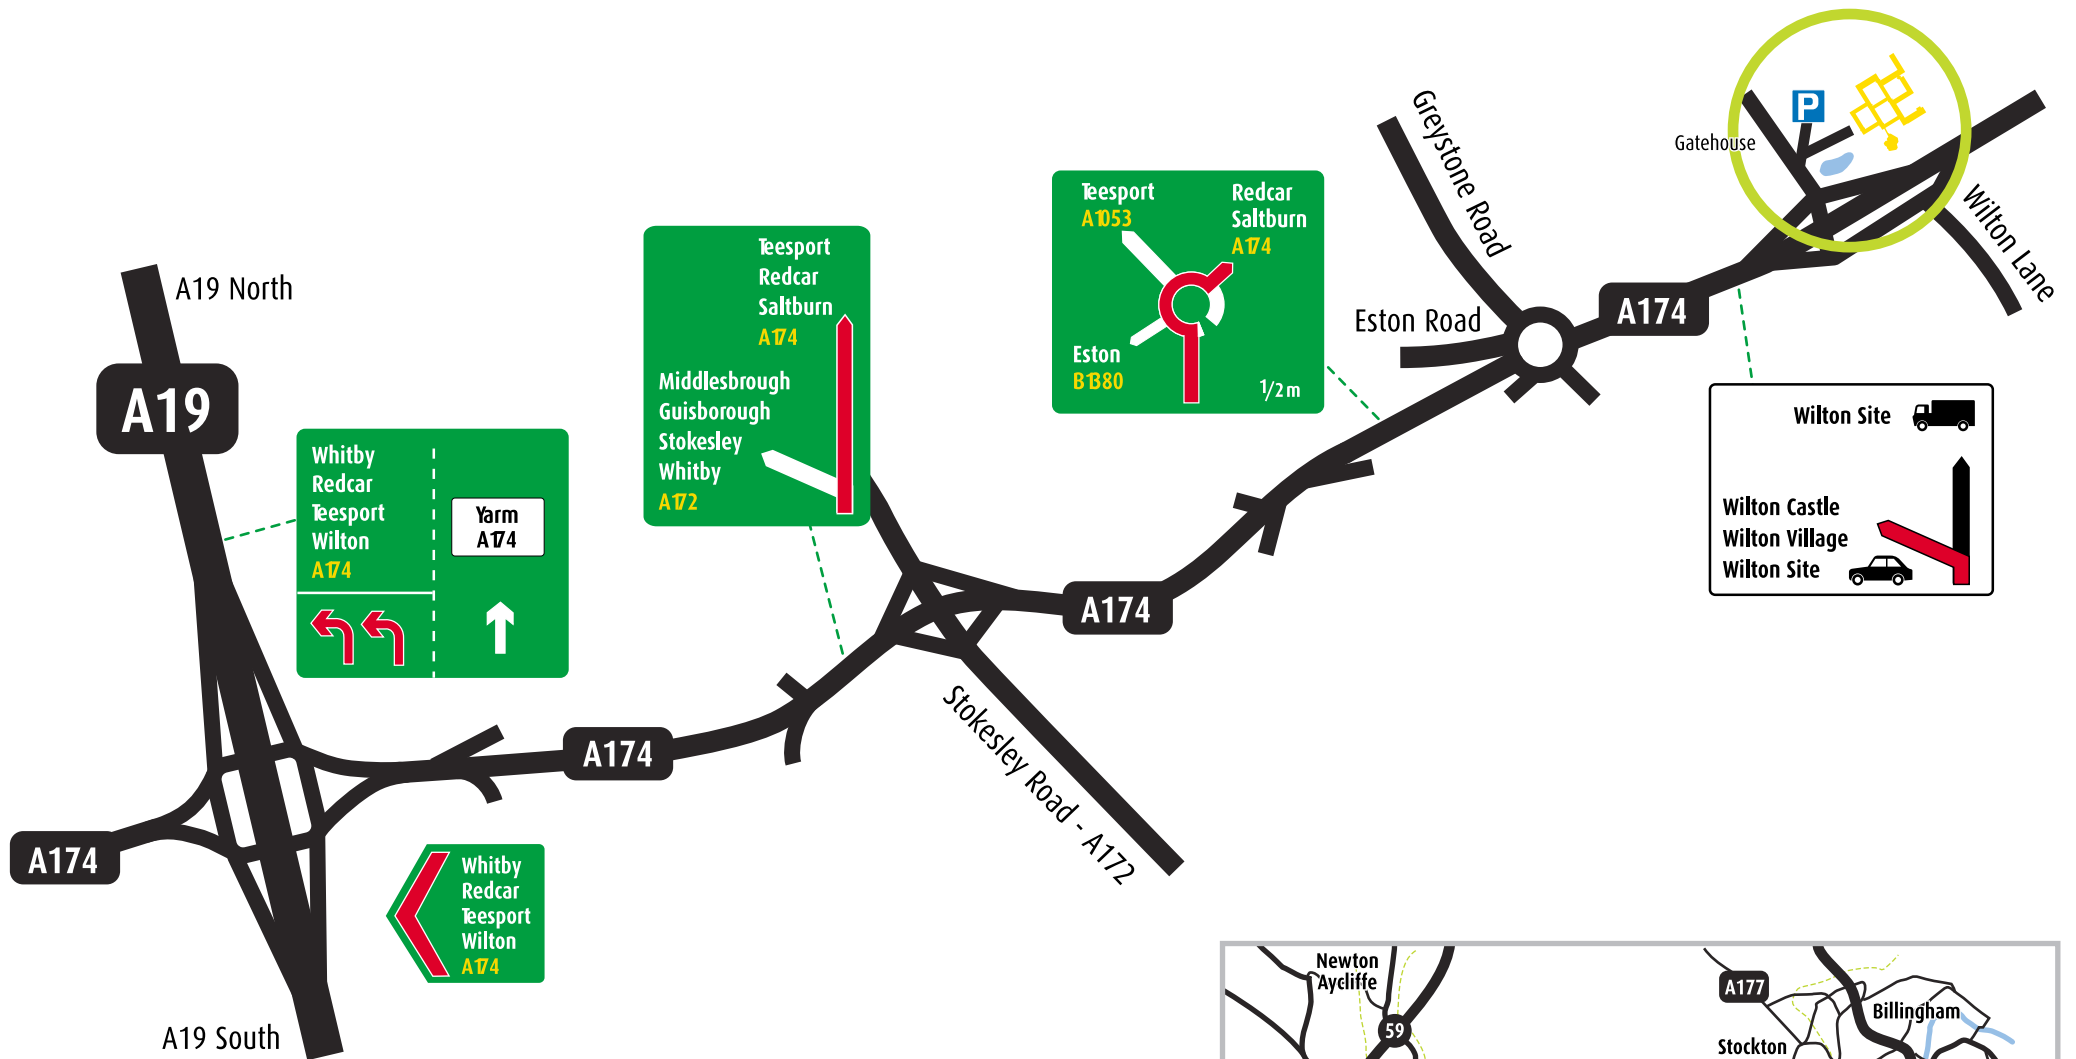 Gatehouse
P
Greystone Road
Wilton Lane
Teesport
A1053
Redcar
Saltburn
A174
Eston
B1380
1/2 m
Eston Road
A174
Teesport
Redcar
Saltburn
A174
Middlesbrough
Guisborough
Stokesley
Whitby
A172
A19 North
A19
Whitby
Redcar
Teesport
Wilton
A174
Yarm
A174
Wilton Site
Wilton Castle
Wilton Village
Wilton Site
A174
Stokesley Road - A172
A174
A174
Whitby
Redcar
Teesport
Wilton
A174
A19 South
Newton
Aycliffe
59
A177
Billingham
Stockton